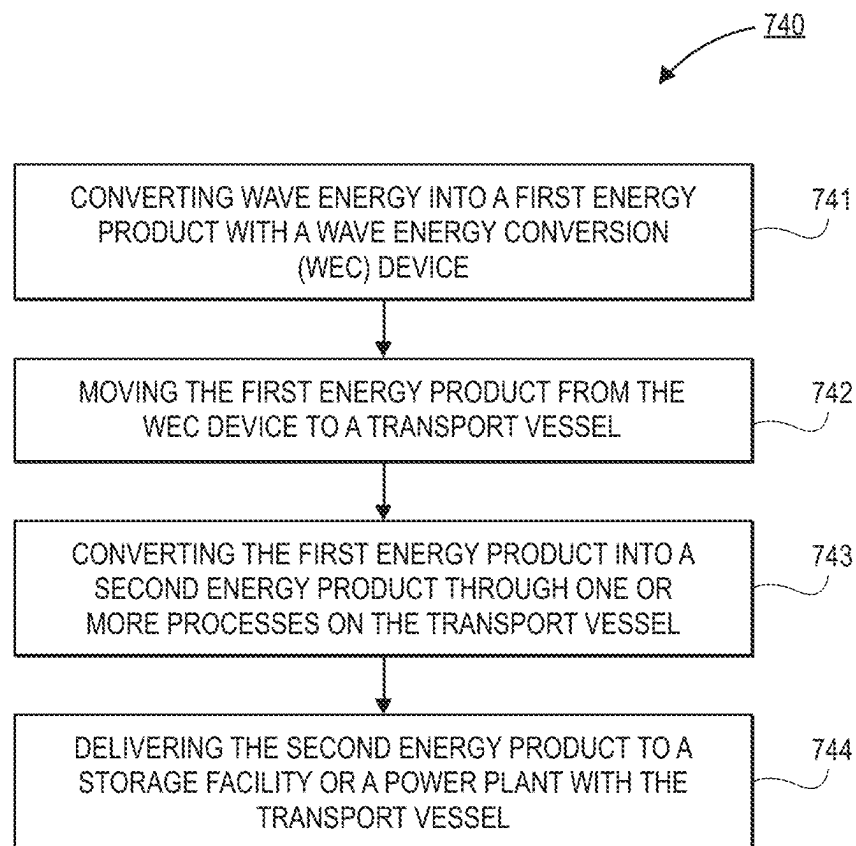 740
CONVERTING WAVE ENERGY INTO A FIRST ENERGY
PRODUCT WITH A WAVE ENERGY CONVERSION
(WEC) DEVICE
741
MOVING THE FIRST ENERGY PRODUCT FROM THE
WEC DEVICE TO A TRANSPORT VESSEL
742
CONVERTING THE FIRST ENERGY PRODUCT INTO A
SECOND ENERGY PRODUCT THROUGH ONE OR
MORE PROCESSES ON THE TRANSPORT VESSEL
743
DELIVERING THE SECOND ENERGY PRODUCT TO A
STORAGE FACILITY OR A POWER PLANT WITH THE
TRANSPORT VESSEL
744